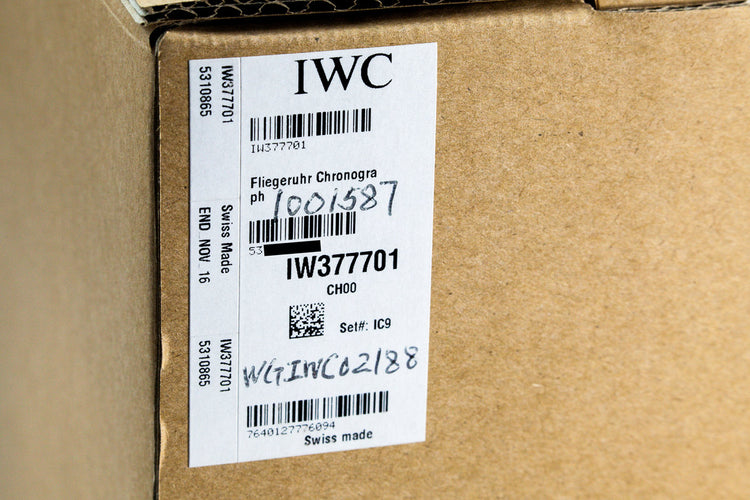 IWC
IW377701
Fliegeruhr Chronogra
ph
1001587
53
IW377701
CH00
Set#: IC9
WGIWC02188
7640127776094
Swiss made
IW377701
5310865
Swiss Made
END NOV 16
IW377701
5310865